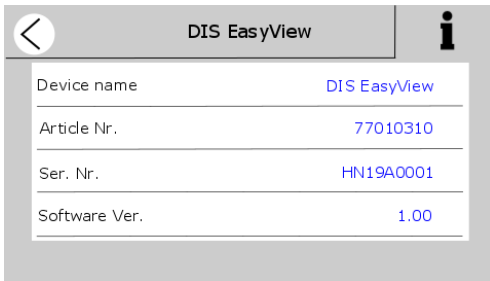 DIS EasyView
Device name DIS EasyView
Article Nr. 77010310
Ser. Nr. HN19A0001
Software Ver. 1.00